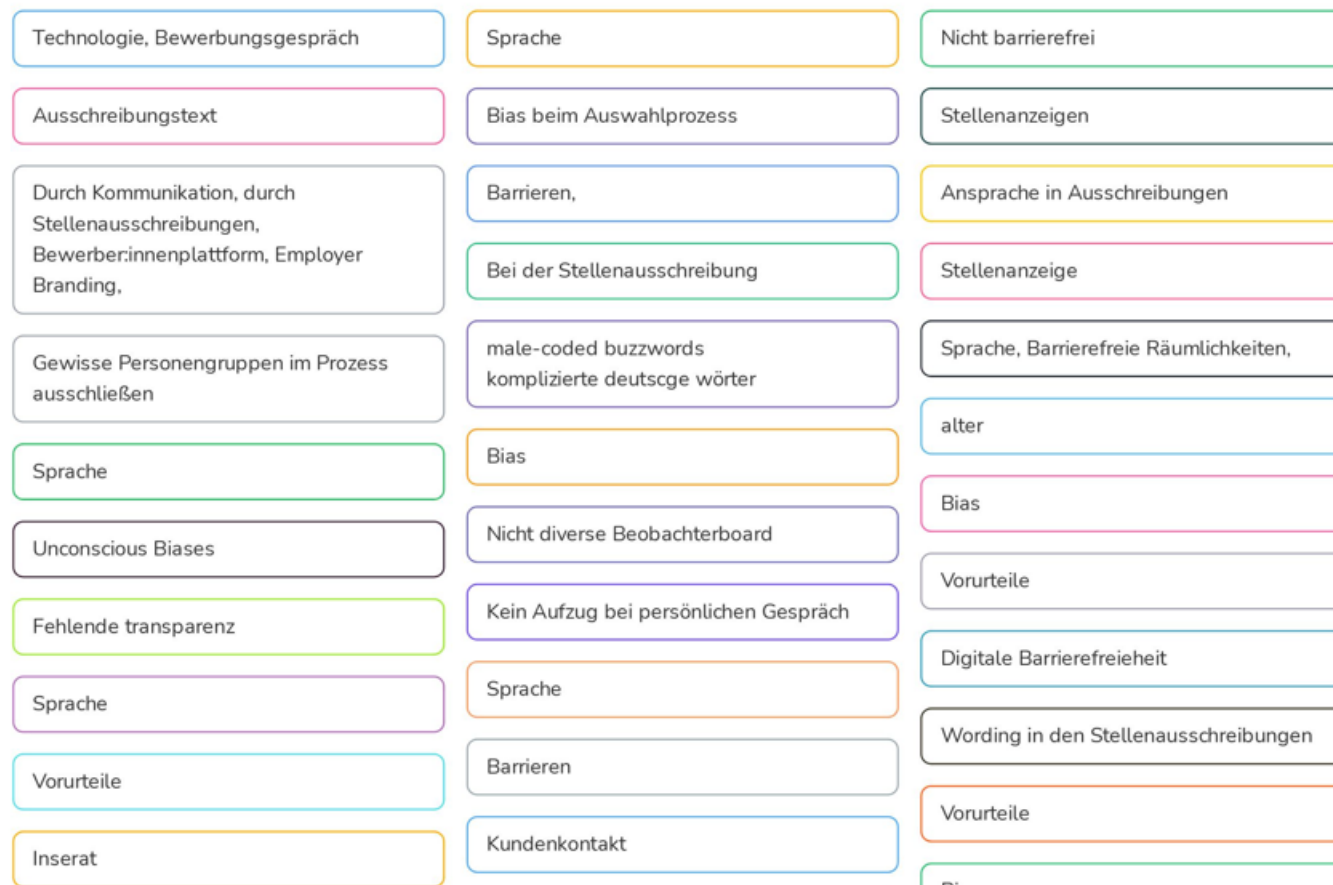 Technologie, Bewerbungsgespräch
Ausschreibungstext
Durch Kommunikation, durch
Stellenausschreibungen,
Bewerber:innenplattform, Employer
Branding,
Gewisse Personengruppen im Prozess
ausschließen
Sprache
Unconscious Biases
Fehlende transparenz
Sprache
Vorurteile
Inserat
Sprache
Bias beim Auswahlprozess
Barrieren,
Bei der Stellenausschreibung
male-coded buzzwords
komplizierte deutscge wörter
Bias
Nicht diverse Beobachterboard
Kein Aufzug bei persönlichen Gespräch
Sprache
Barrieren
Kundenkontakt
Nicht barrierefrei
Stellenanzeigen
Ansprache in Ausschreibungen
Stellenanzeige
Sprache, Barrierefreie Räumlichkeiten,
alter
Bias
Vorurteile
Digitale Barrierefreieheit
Wording in den Stellenausschreibungen
Vorurteile